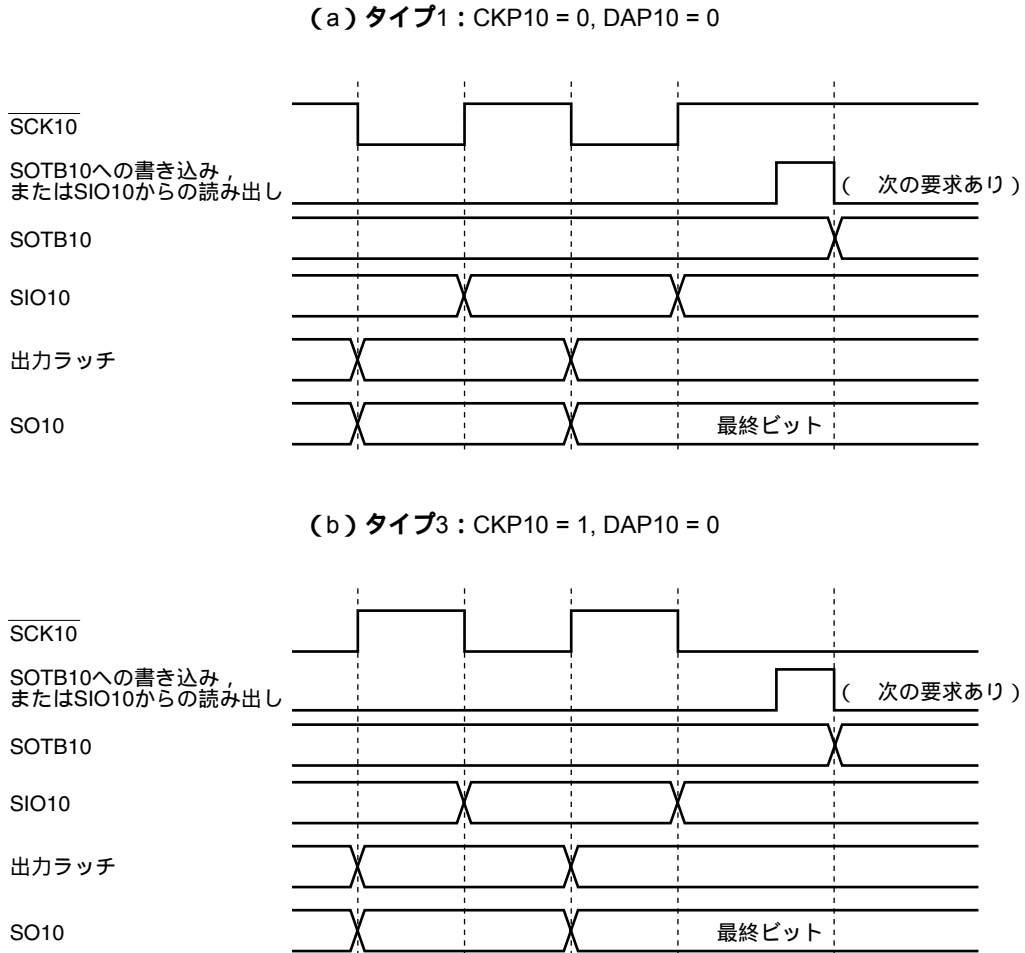 （a）タイプ1：CKP10 = 0, DAP10 = 0
SCK10
SOTB10への書き込み，
またはSIO10からの読み出し
（　次の要求あり）
SOTB10
SIO10
出力ラッチ
SO10
最終ビット
（b）タイプ3：CKP10 = 1, DAP10 = 0
SCK10
SOTB10への書き込み，
またはSIO10からの読み出し
（　次の要求あり）
SOTB10
SIO10
出力ラッチ
SO10
最終ビット